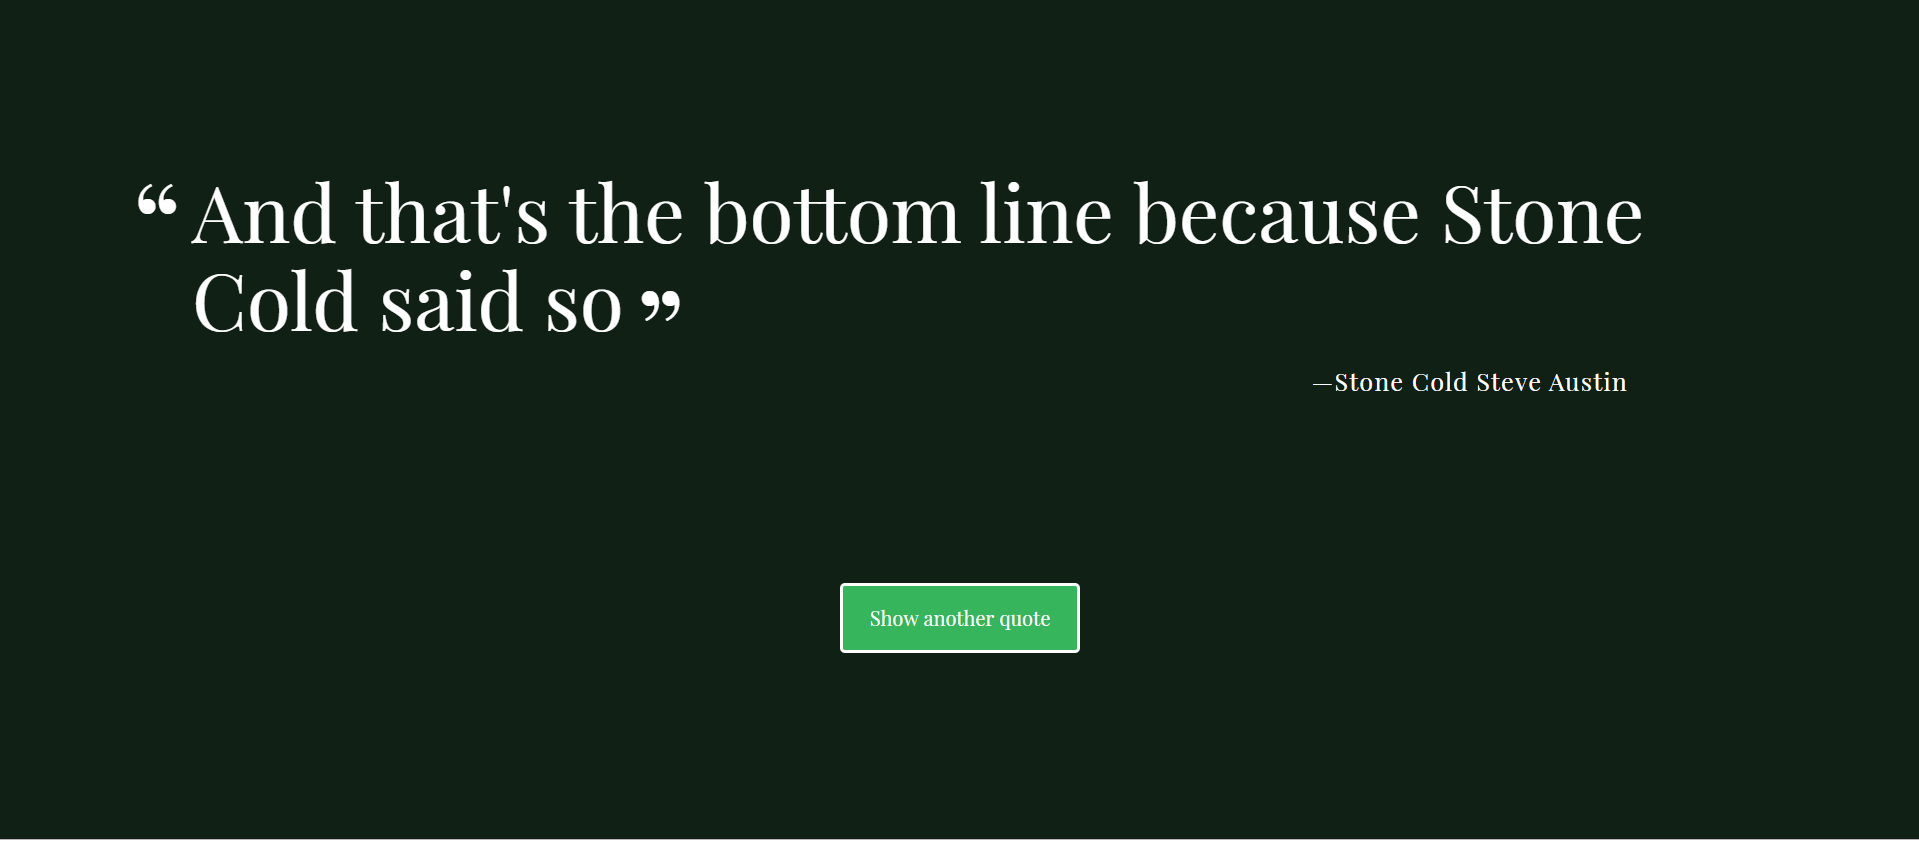 “And that's the bottom line because Stone
Cold said so”
—Stone Cold Steve Austin
Show another quote